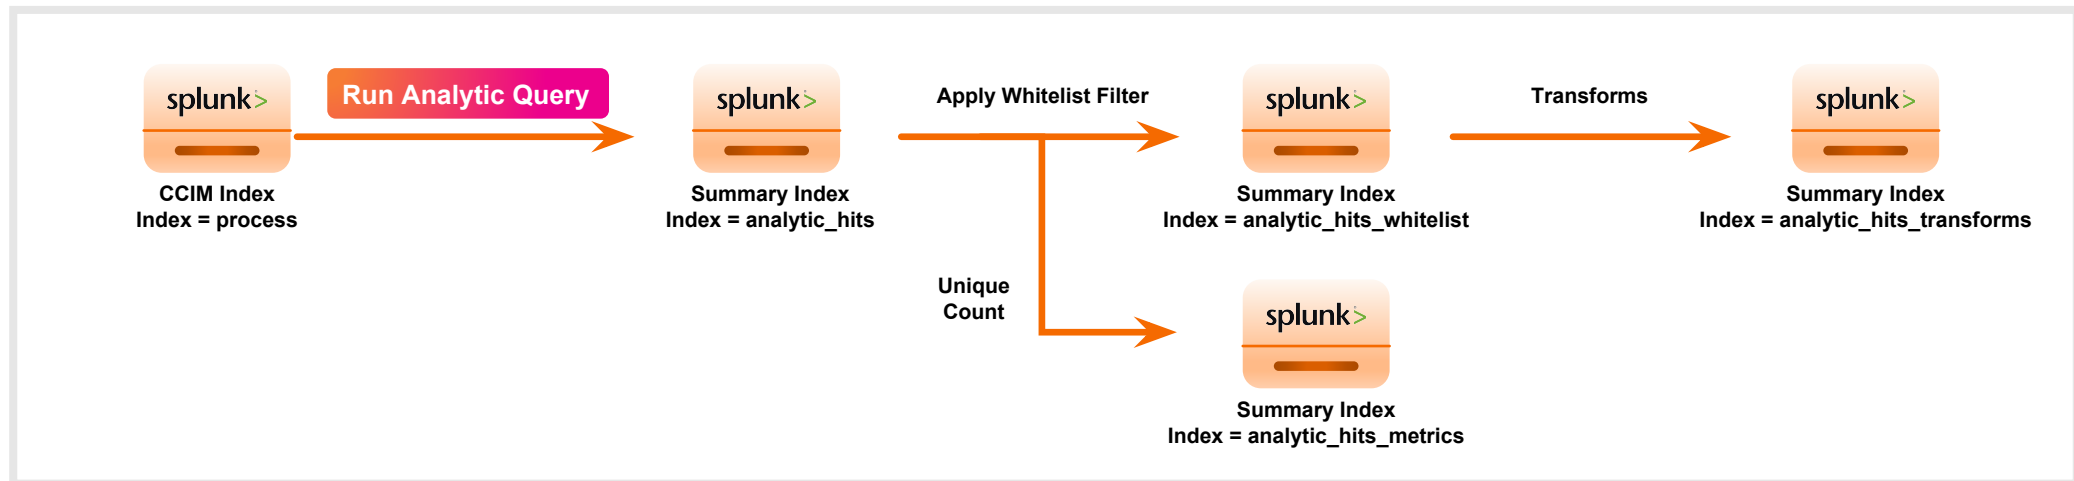 splunk>
CCIM Index
Index = process
Run Analytic Query
splunk>
Summary Index
Index = analytic_hits
Apply Whitelist Filter
splunk>
Summary Index
Index = analytic_hits_whitelist
Transforms
splunk>
Summary Index
Index = analytic_hits_transforms
Unique
Count
splunk>
Summary Index
Index = analytic_hits_metrics